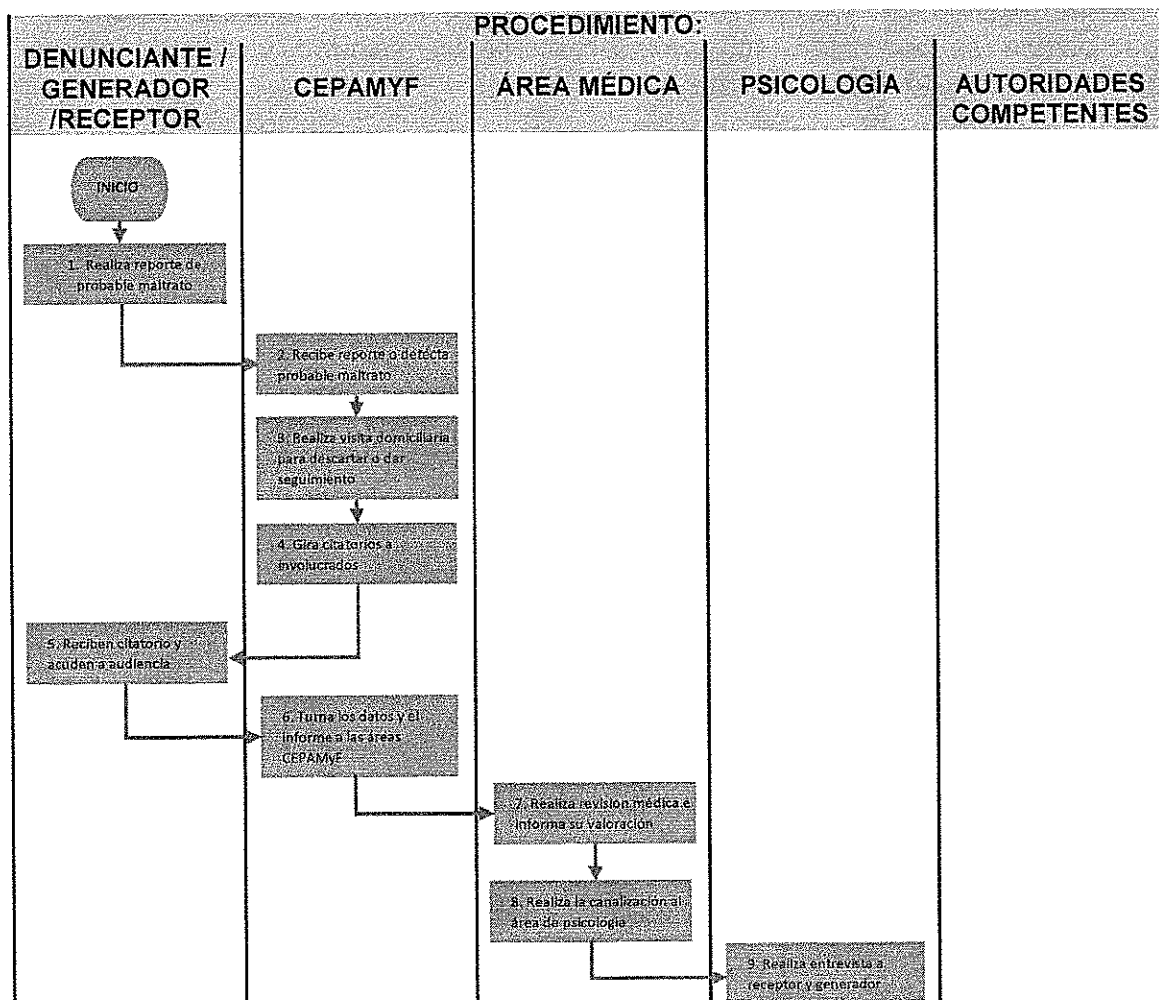 PROCEDIMIENTO:
DENUNCIANTE /
GENERADOR
/RECEPTOR
CEPAMYF
ÁREA MÉDICA
PSICOLOGÍA
AUTORIDADES
COMPETENTES
INICIO
1. Realiza reporte de
probable maltrato
2. Recibe reporte o detecta
probable maltrato
3. Realiza visita domiciliaria
para descartar o dar
seguimiento
4. Gira citatorios a
involucrados
5. Reciben citatorio y
acuden a audiencia
6. Turna los datos y el
informe a las áreas
CEPAMyF
7. Realiza revisión médica e
informa su valoración
8. Realiza la canalización al
área de psicología
9. Realiza entrevista a
receptor y generador